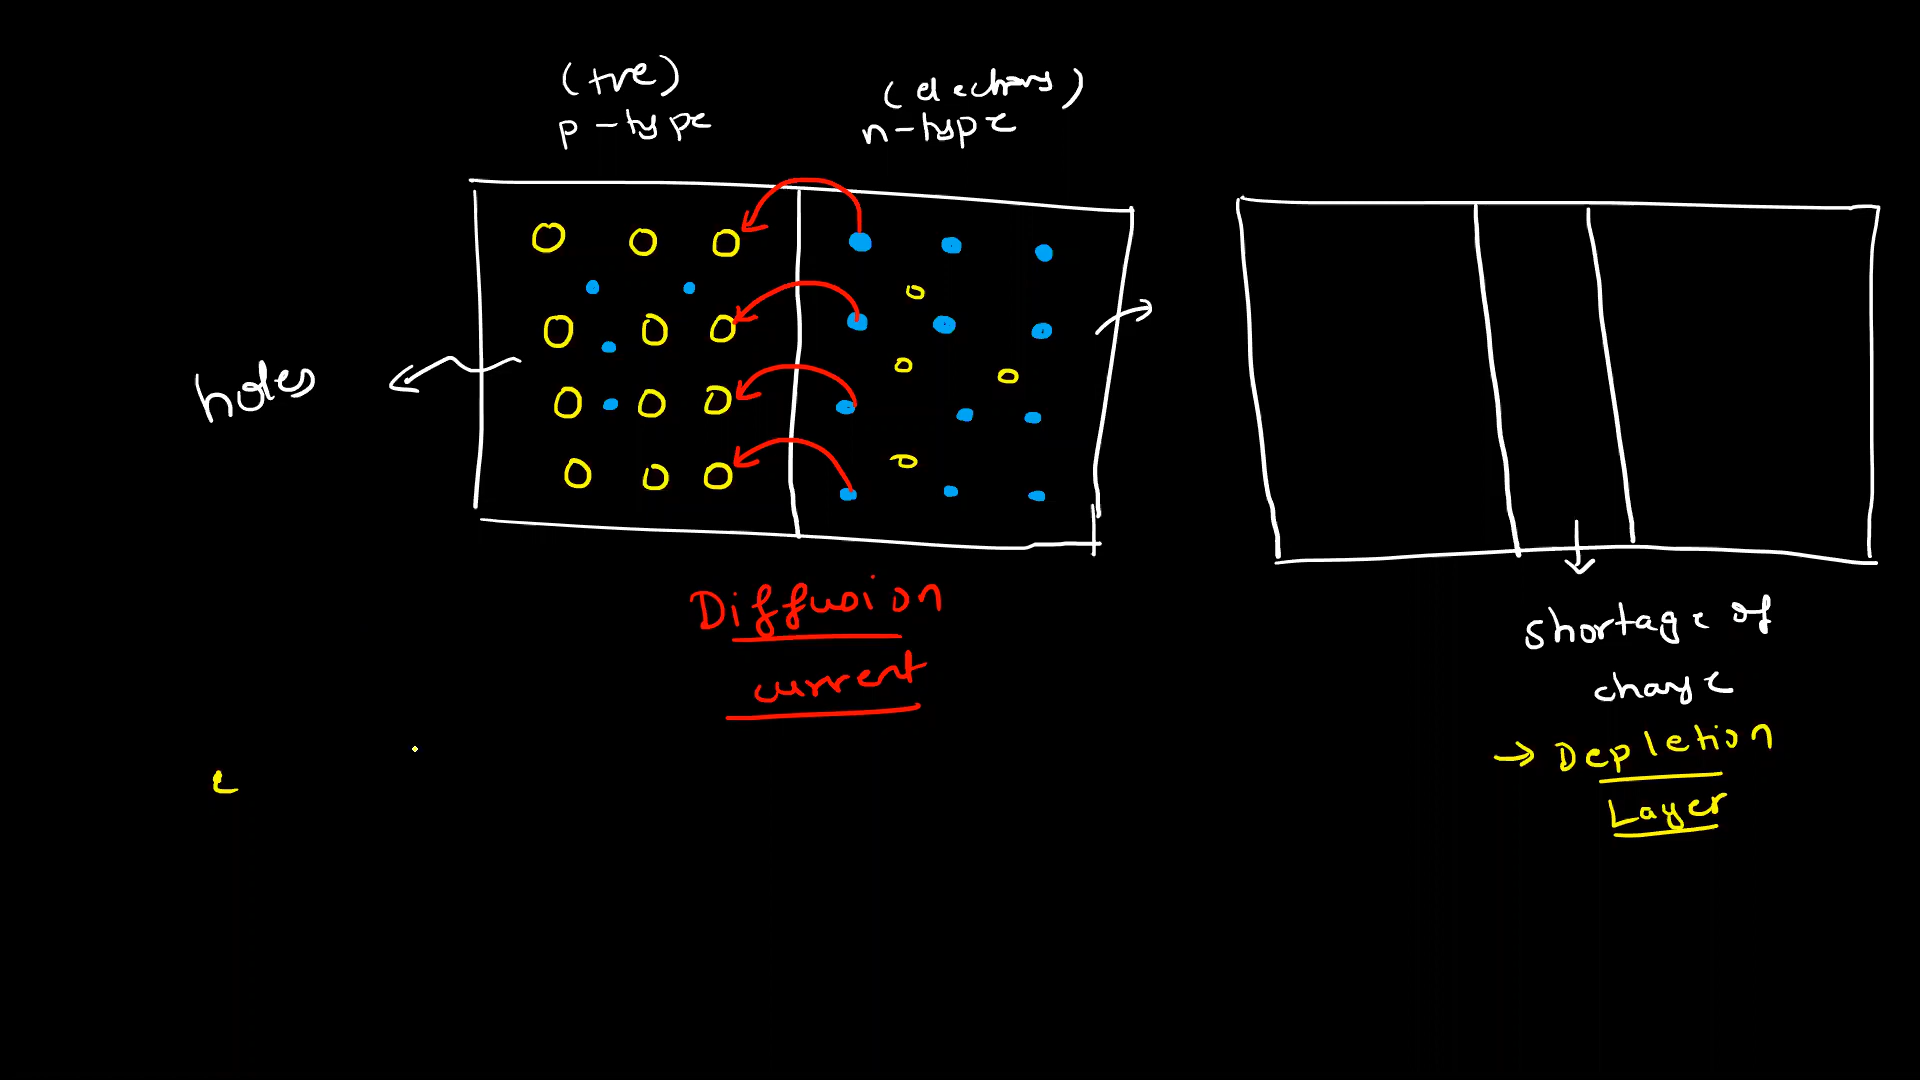 (+ve)
p-type
(electrons)
n-type
holes
Diffusion
current
shortage of
charge
→ Depletion
Layer